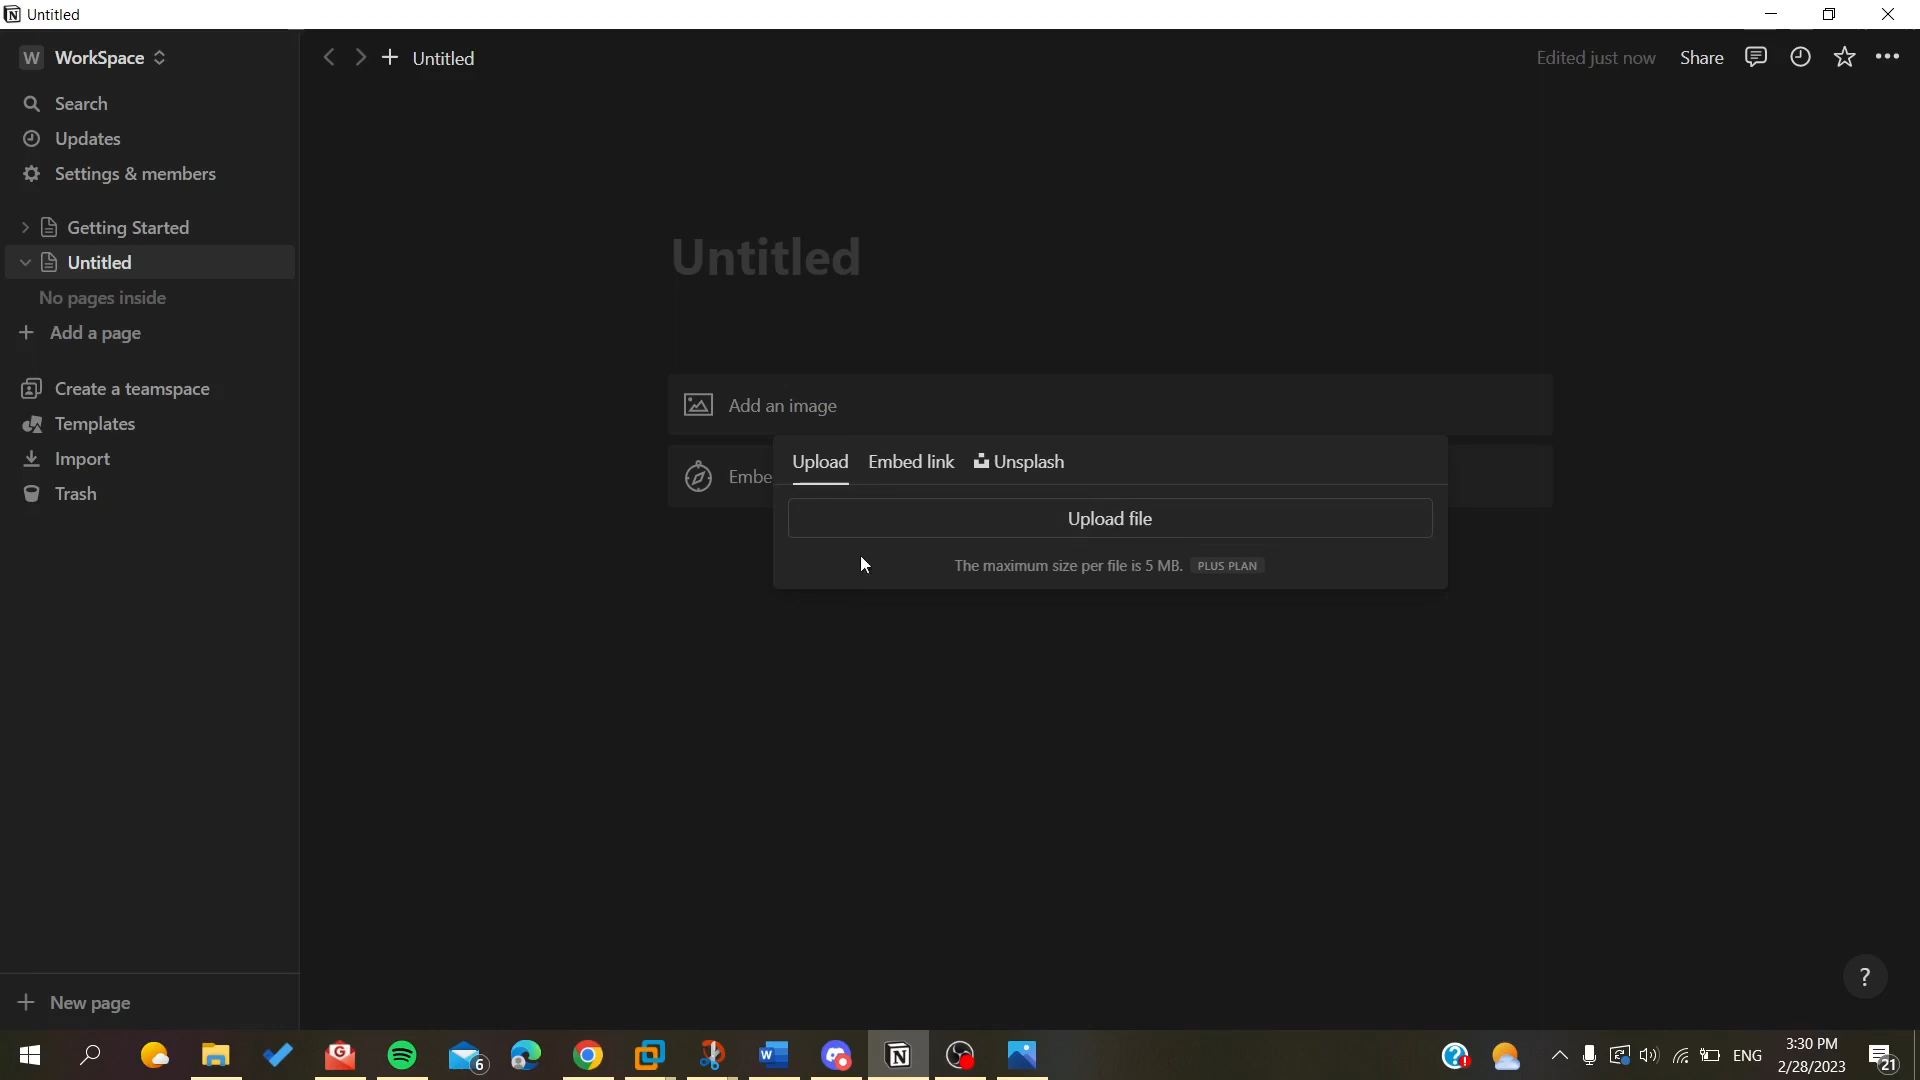 Untitled
W WorkSpace
Untitled
Edited just now Share
Search
Updates
Settings & members
Getting Started
Untitled
No pages inside
Add a page
Create a teamspace
Templates
Import
Trash
New page
Untitled
Add an image
Embe
Upload Embed link Unsplash
Upload file
The maximum size per file is 5 MB. PLUS PLAN
?
6
ENG
3:30 PM
2/28/2023
21